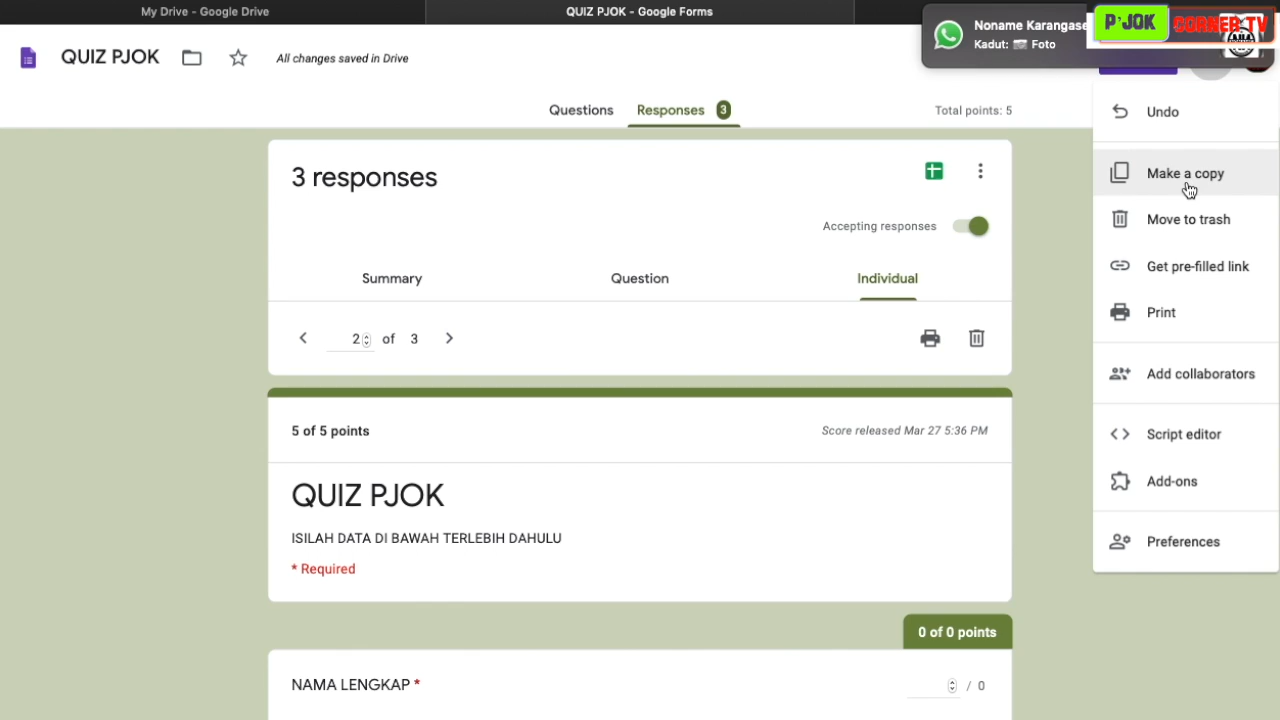 My Drive - Google Drive
QUIZ PJOK - Google Forms
QUIZ PJOK
All changes saved in Drive
Noname Karangase
Kadut: Foto
P'JOK
CORNER TV
Questions
Responses 3
Total points: 5
Undo
3 responses
Make a copy
Accepting responses
Move to trash
Summary
Question
Individual
Get pre-filled link
2 of 3
Print
Add collaborators
5 of 5 points
Score released Mar 27 5:36 PM
Script editor
QUIZ PJOK
Add-ons
ISILAH DATA DI BAWAH TERLEBIH DAHULU
Preferences
* Required
0 of 0 points
NAMA LENGKAP *
/ 0